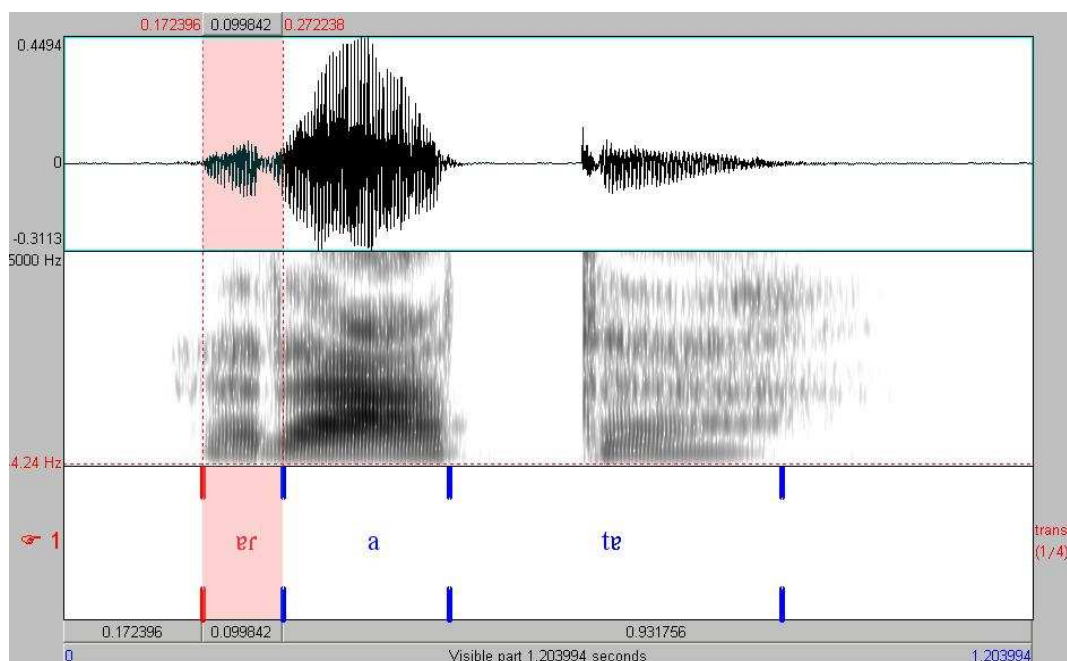 0.172396 0.099842 0.272238
0.4494
0
-0.3113
5000 Hz
4.24 Hz
☞ 1
ɐɾ a tɐ
trans
(1/4)
0.172396 0.099842 0.931756
0 Visible part 1.203994 seconds 1.203994